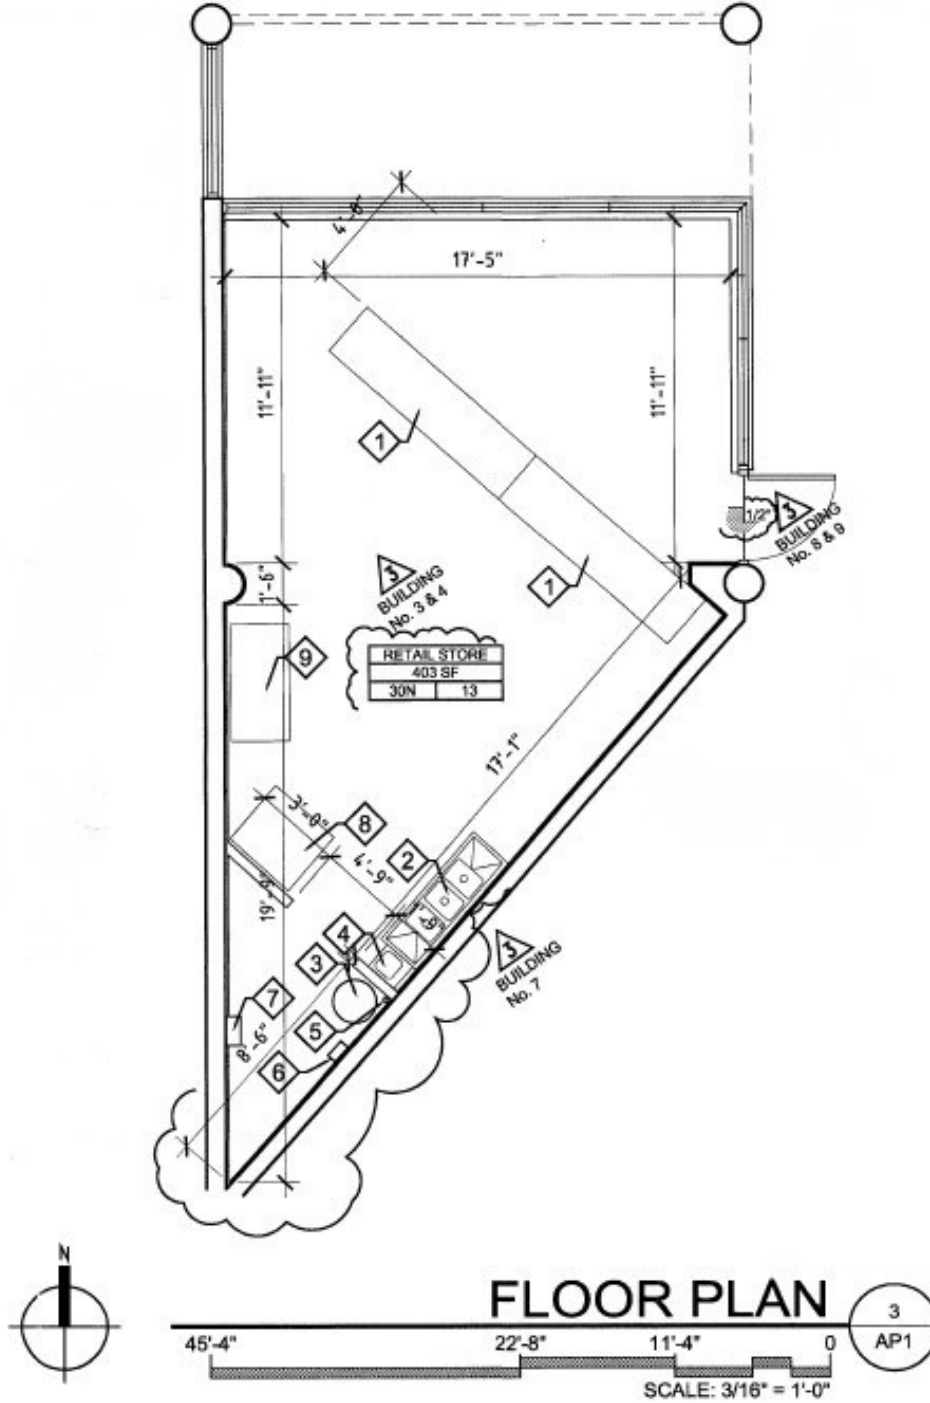 4'-8"
17'-5"
11'-11"
11'-11"
1
1
1/2"
3
BUILDING
No. 8 & 9
1'-6"
3
BUILDING
No. 3 & 4
9
RETAIL STORE
403 SF
30N 13
17'-1"
3'-0"
8
4'-9"
2
4
3
3
BUILDING
No. 7
7
5
8'-6"
6
N
FLOOR PLAN
3
AP1
45'-4" 22'-8" 11'-4" 0
SCALE: 3/16" = 1'-0"